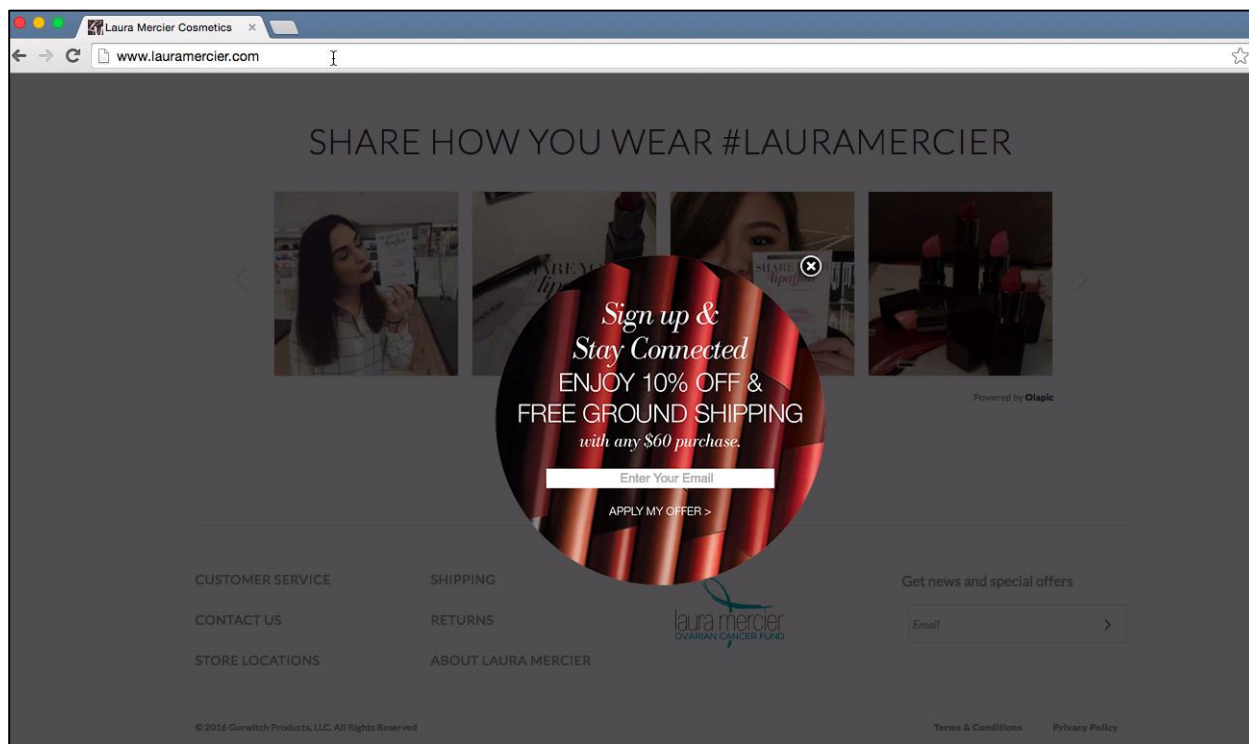 Laura Mercier Cosmetics
www.lauramercier.com
SHARE HOW YOU WEAR #LAURAMERCIER
SHARE
#lipaffair
Sign up &
Stay Connected
ENJOY 10% OFF &
FREE GROUND SHIPPING
with any $60 purchase.
Enter Your Email
APPLY MY OFFER >
Powered by Olapic
CUSTOMER SERVICE
SHIPPING
Get news and special offers
CONTACT US
RETURNS
laura mercier
OVARIAN CANCER FUND
Email
STORE LOCATIONS
ABOUT LAURA MERCIER
© 2016 Gurwitch Products, LLC. All Rights Reserved
Terms & Conditions
Privacy Policy